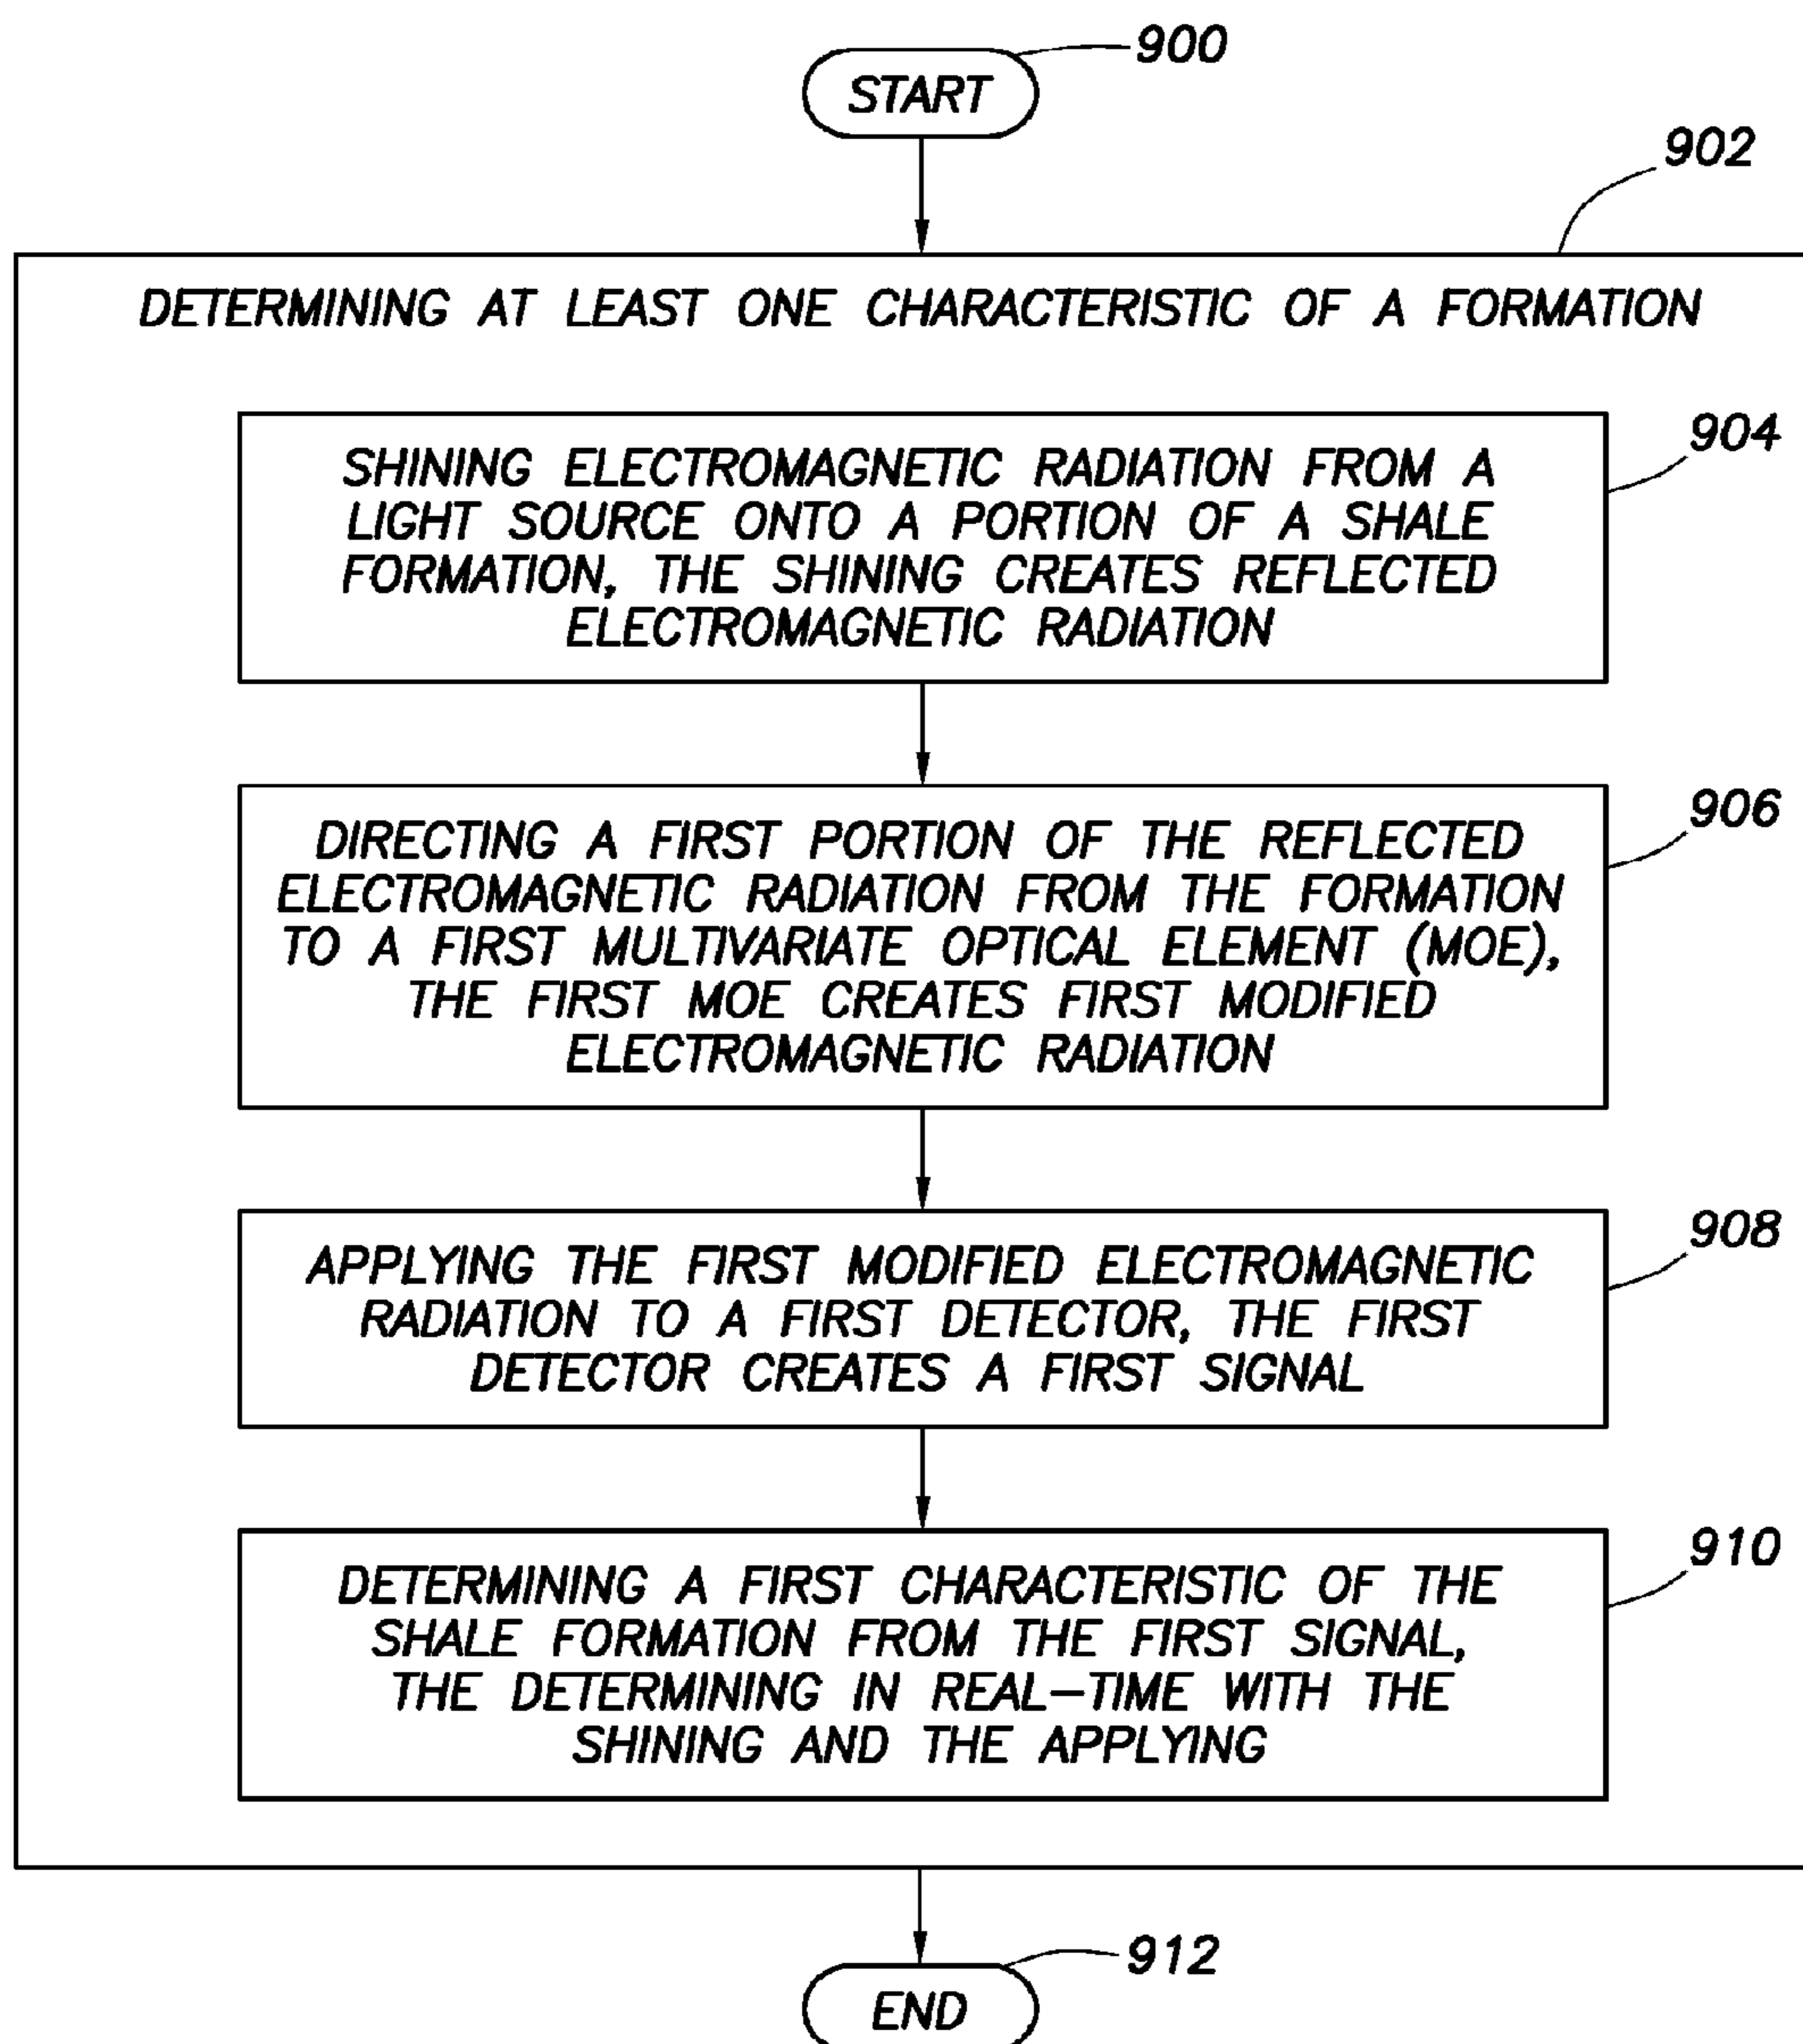 900
START
902
DETERMINING AT LEAST ONE CHARACTERISTIC OF A FORMATION
904
SHINING ELECTROMAGNETIC RADIATION FROM A
LIGHT SOURCE ONTO A PORTION OF A SHALE
FORMATION, THE SHINING CREATES REFLECTED
ELECTROMAGNETIC RADIATION
906
DIRECTING A FIRST PORTION OF THE REFLECTED
ELECTROMAGNETIC RADIATION FROM THE FORMATION
TO A FIRST MULTIVARIATE OPTICAL ELEMENT (MOE),
THE FIRST MOE CREATES FIRST MODIFIED
ELECTROMAGNETIC RADIATION
908
APPLYING THE FIRST MODIFIED ELECTROMAGNETIC
RADIATION TO A FIRST DETECTOR, THE FIRST
DETECTOR CREATES A FIRST SIGNAL
910
DETERMINING A FIRST CHARACTERISTIC OF THE
SHALE FORMATION FROM THE FIRST SIGNAL,
THE DETERMINING IN REAL-TIME WITH THE
SHINING AND THE APPLYING
912
END